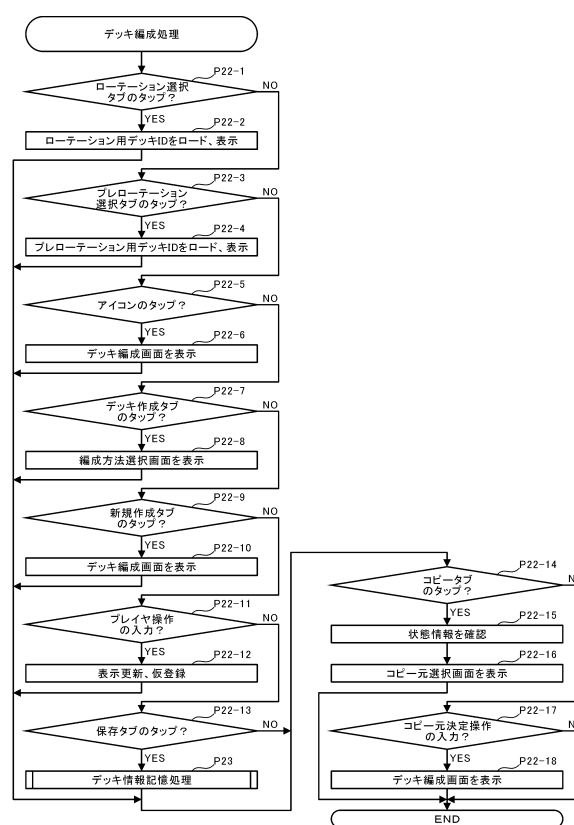 デッキ編成処理
P22-1
ローテーション選択
タブのタップ？
NO
YES
P22-2
ローテーション用デッキIDをロード、表示
P22-3
プレローテーション
選択タブのタップ？
NO
YES
P22-4
プレローテーション用デッキIDをロード、表示
P22-5
アイコンのタップ？
NO
YES
P22-6
デッキ編成画面を表示
P22-7
デッキ作成タブ
のタップ？
NO
YES
P22-8
編成方法選択画面を表示
P22-9
新規作成タブ
のタップ？
NO
YES
P22-10
デッキ編成画面を表示
P22-11
プレイヤ操作
の入力？
NO
YES
P22-12
表示更新、仮登録
P22-13
保存タブのタップ？
NO
YES
P23
デッキ情報記憶処理
P22-14
コピータブ
のタップ？
NO
YES
P22-15
状態情報を確認
P22-16
コピー元選択画面を表示
P22-17
コピー元決定操作
の入力？
NO
YES
P22-18
デッキ編成画面を表示
END